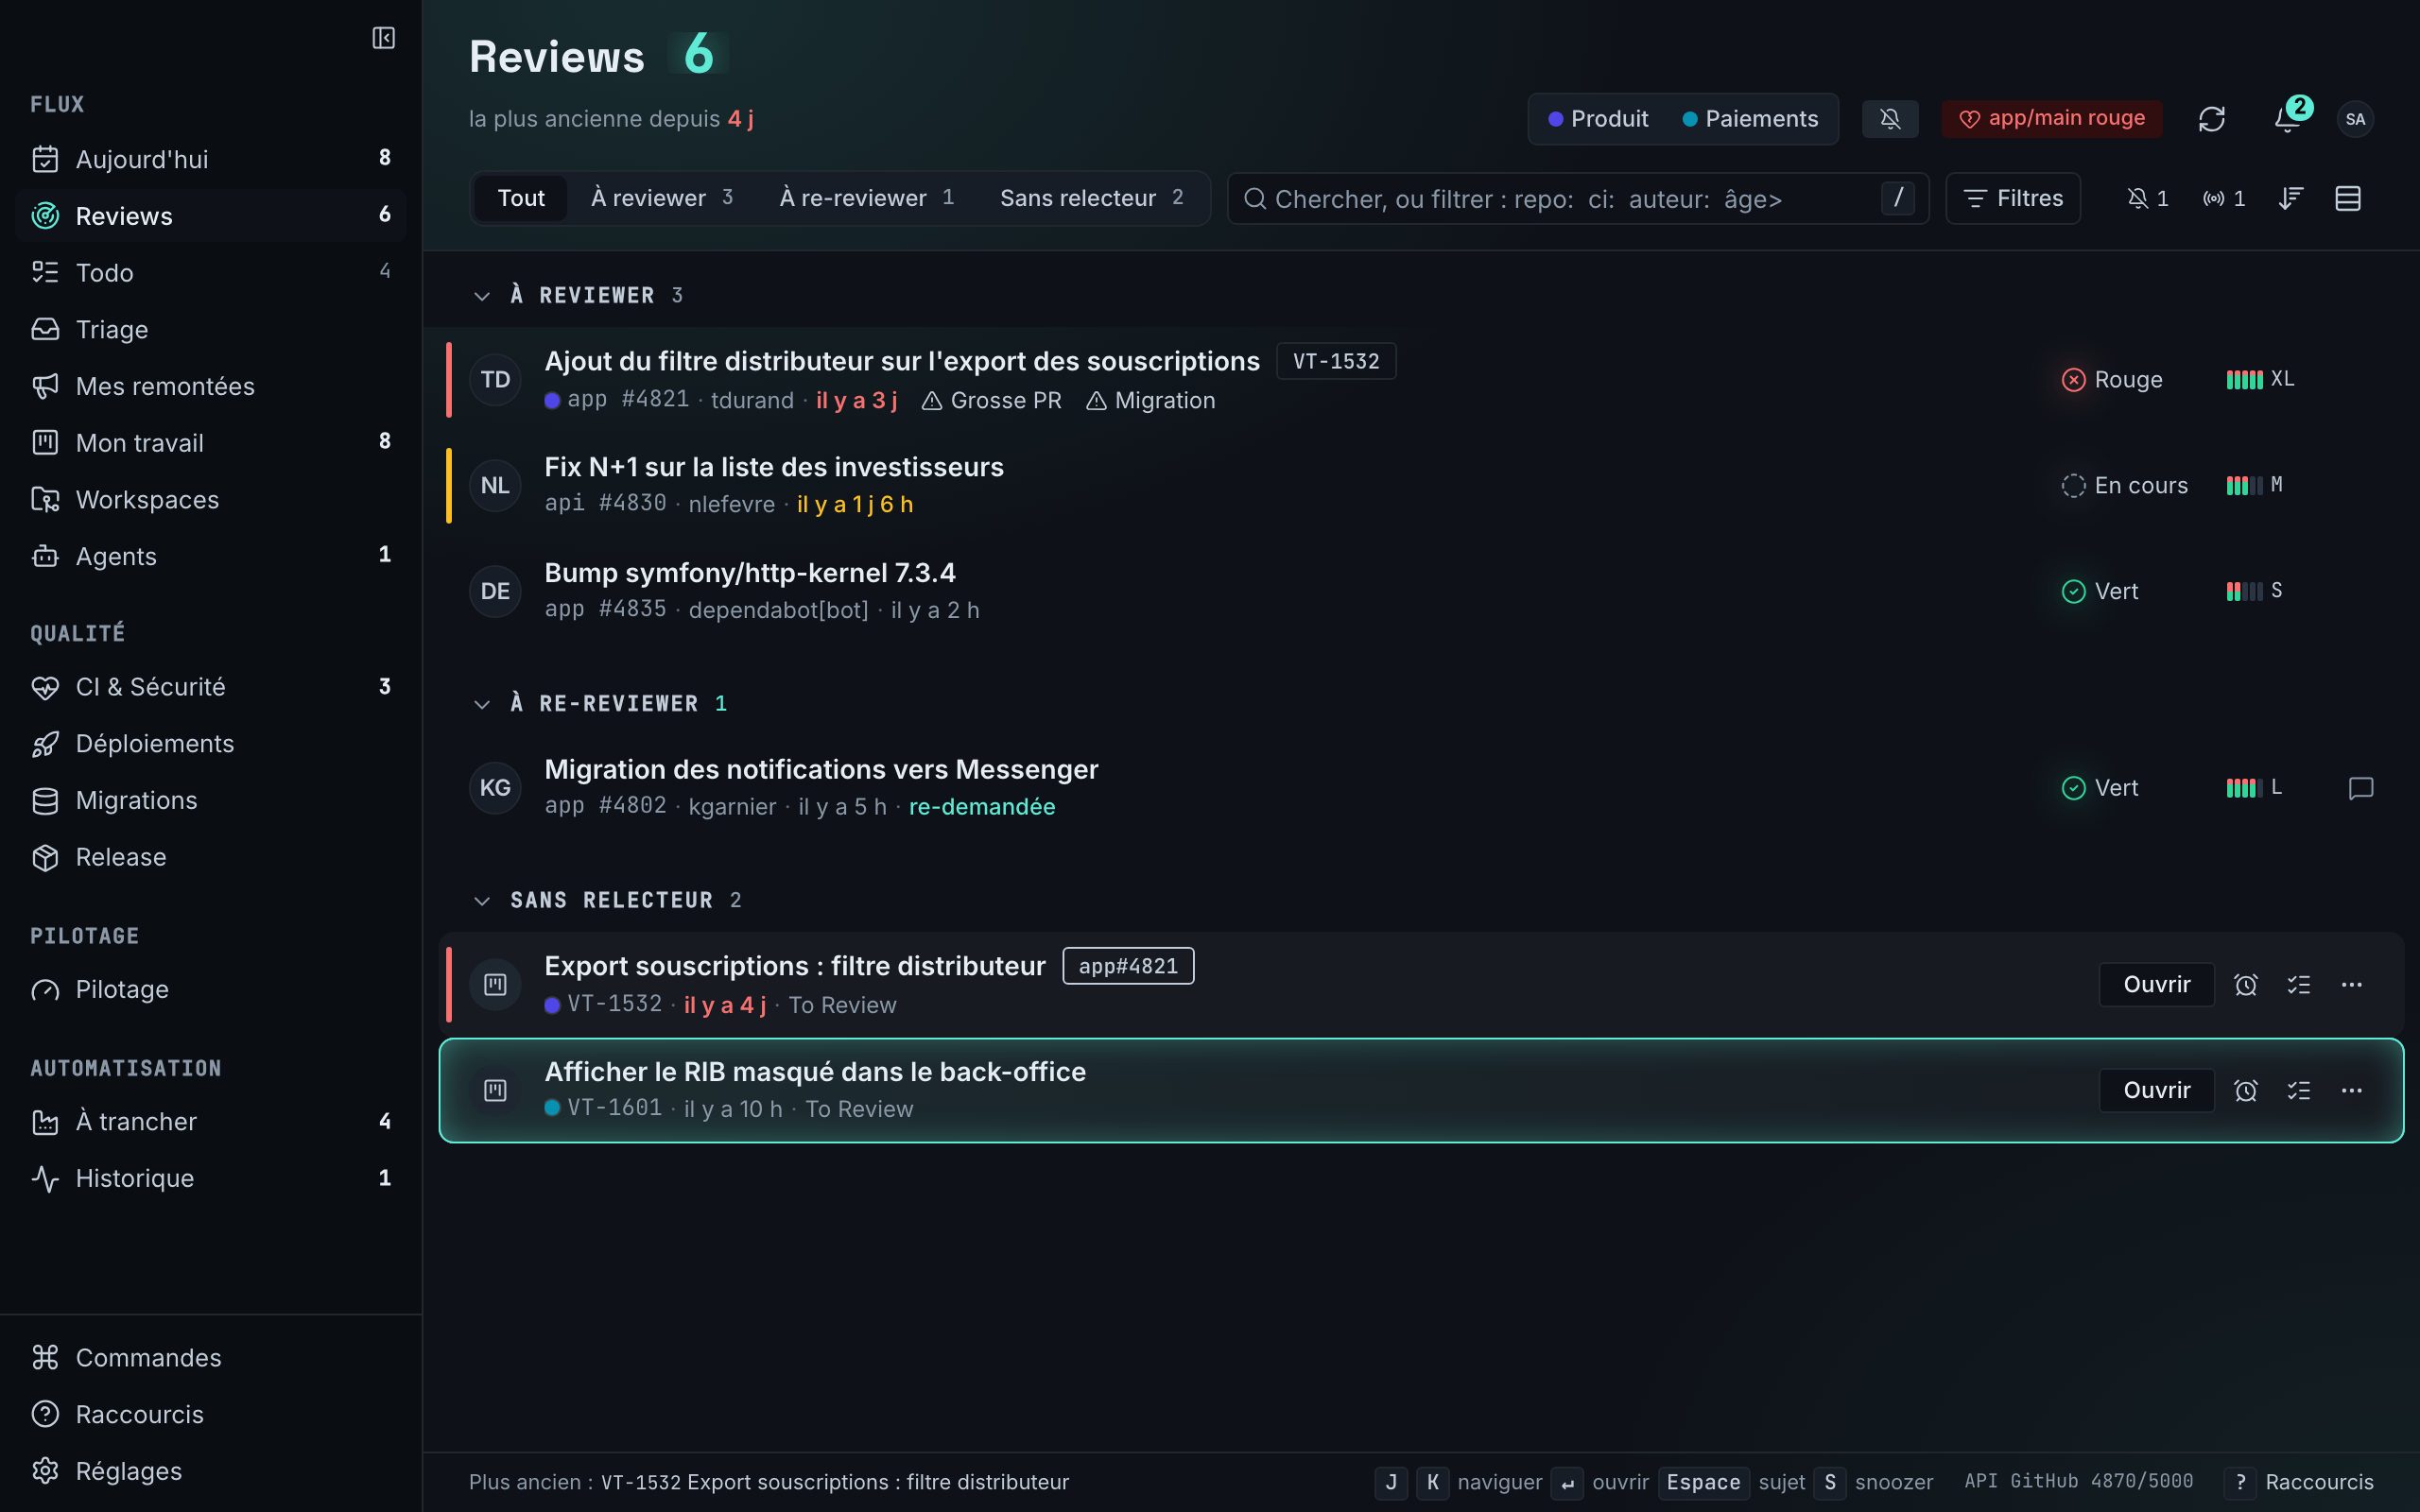 FLUX
Aujourd'hui 8
Reviews 6
Todo 4
Triage
Mes remontées
Mon travail 8
Workspaces
Agents 1
QUALITÉ
CI & Sécurité 3
Déploiements
Migrations
Release
PILOTAGE
Pilotage
AUTOMATISATION
À trancher 4
Historique 1
Commandes
Raccourcis
Réglages
Reviews 6
la plus ancienne depuis 4 j
Produit Paiements
app/main rouge
2
SA
Tout À reviewer 3 À re-reviewer 1 Sans relecteur 2
Chercher, ou filtrer : repo: ci: auteur: âge> /
Filtres
1
1
À REVIEWER 3
TD
Ajout du filtre distributeur sur l'export des souscriptions VT-1532
app #4821 · tdurand · il y a 3 j Grosse PR Migration
Rouge XL
NL
Fix N+1 sur la liste des investisseurs
api #4830 · nlefevre · il y a 1 j 6 h
En cours M
DE
Bump symfony/http-kernel 7.3.4
app #4835 · dependabot[bot] · il y a 2 h
Vert S
À RE-REVIEWER 1
KG
Migration des notifications vers Messenger
app #4802 · kgarnier · il y a 5 h · re-demandée
Vert L
SANS RELECTEUR 2
Export souscriptions : filtre distributeur app#4821
VT-1532 · il y a 4 j · To Review
Ouvrir
Afficher le RIB masqué dans le back-office
VT-1601 · il y a 10 h · To Review
Ouvrir
Plus ancien : VT-1532 Export souscriptions : filtre distributeur
J K naviguer ↵ ouvrir Espace sujet S snoozer
API GitHub 4870/5000
? Raccourcis